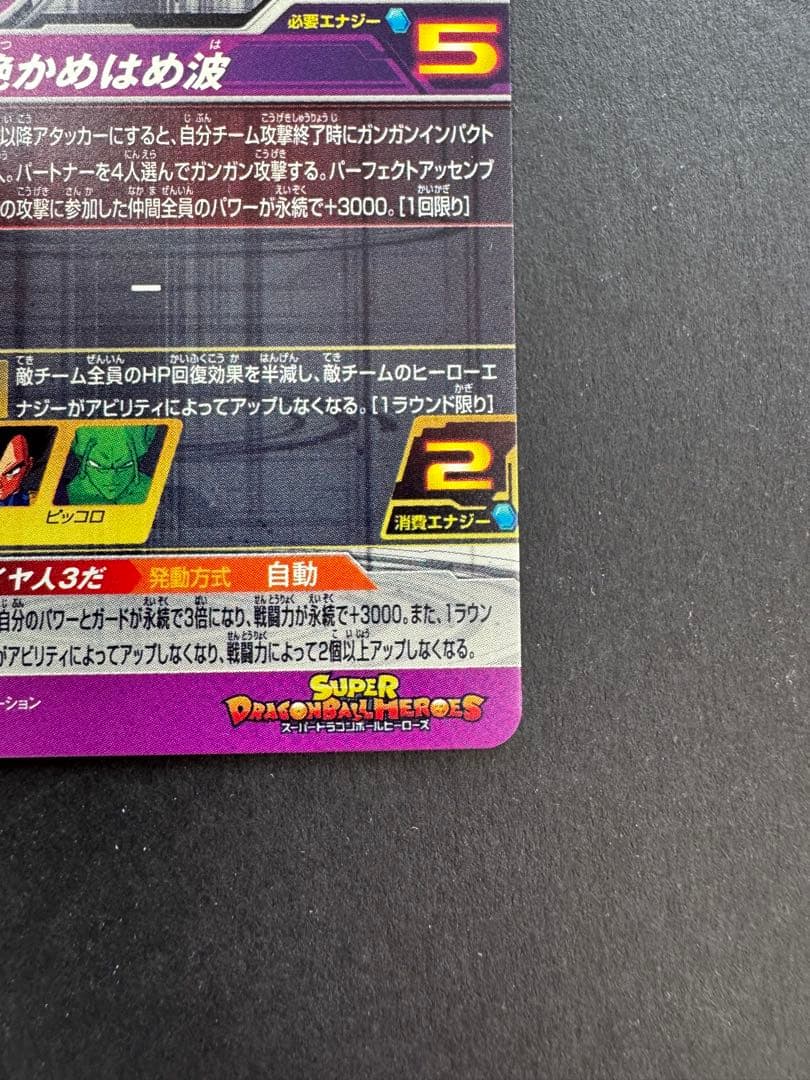 必要エナジー 5
かめはめ波
以降アタッカーにすると、自分チーム攻撃終了時にガンガンインパクト
。パートナーを4人選んでガンガン攻撃する。パーフェクトアッセンブ
の攻撃に参加した仲間全員のパワーが永続で+3000。[1回限り]
ー
敵チーム全員のHP回復効果を半減し、敵チームのヒーローエ
ナジーがアビリティによってアップしなくなる。[1ラウンド限り]
ピッコロ
2
消費エナジー
イヤ人3だ 発動方式 自動
自分のパワーとガードが永続で3倍になり、戦闘力が永続で+3000。また、1ラウン
がアビリティによってアップしなくなり、戦闘力によって2個以上アップしなくなる。
ーション
SUPER
DRAGONBALL HEROES
スーパードラゴンボールヒーローズ